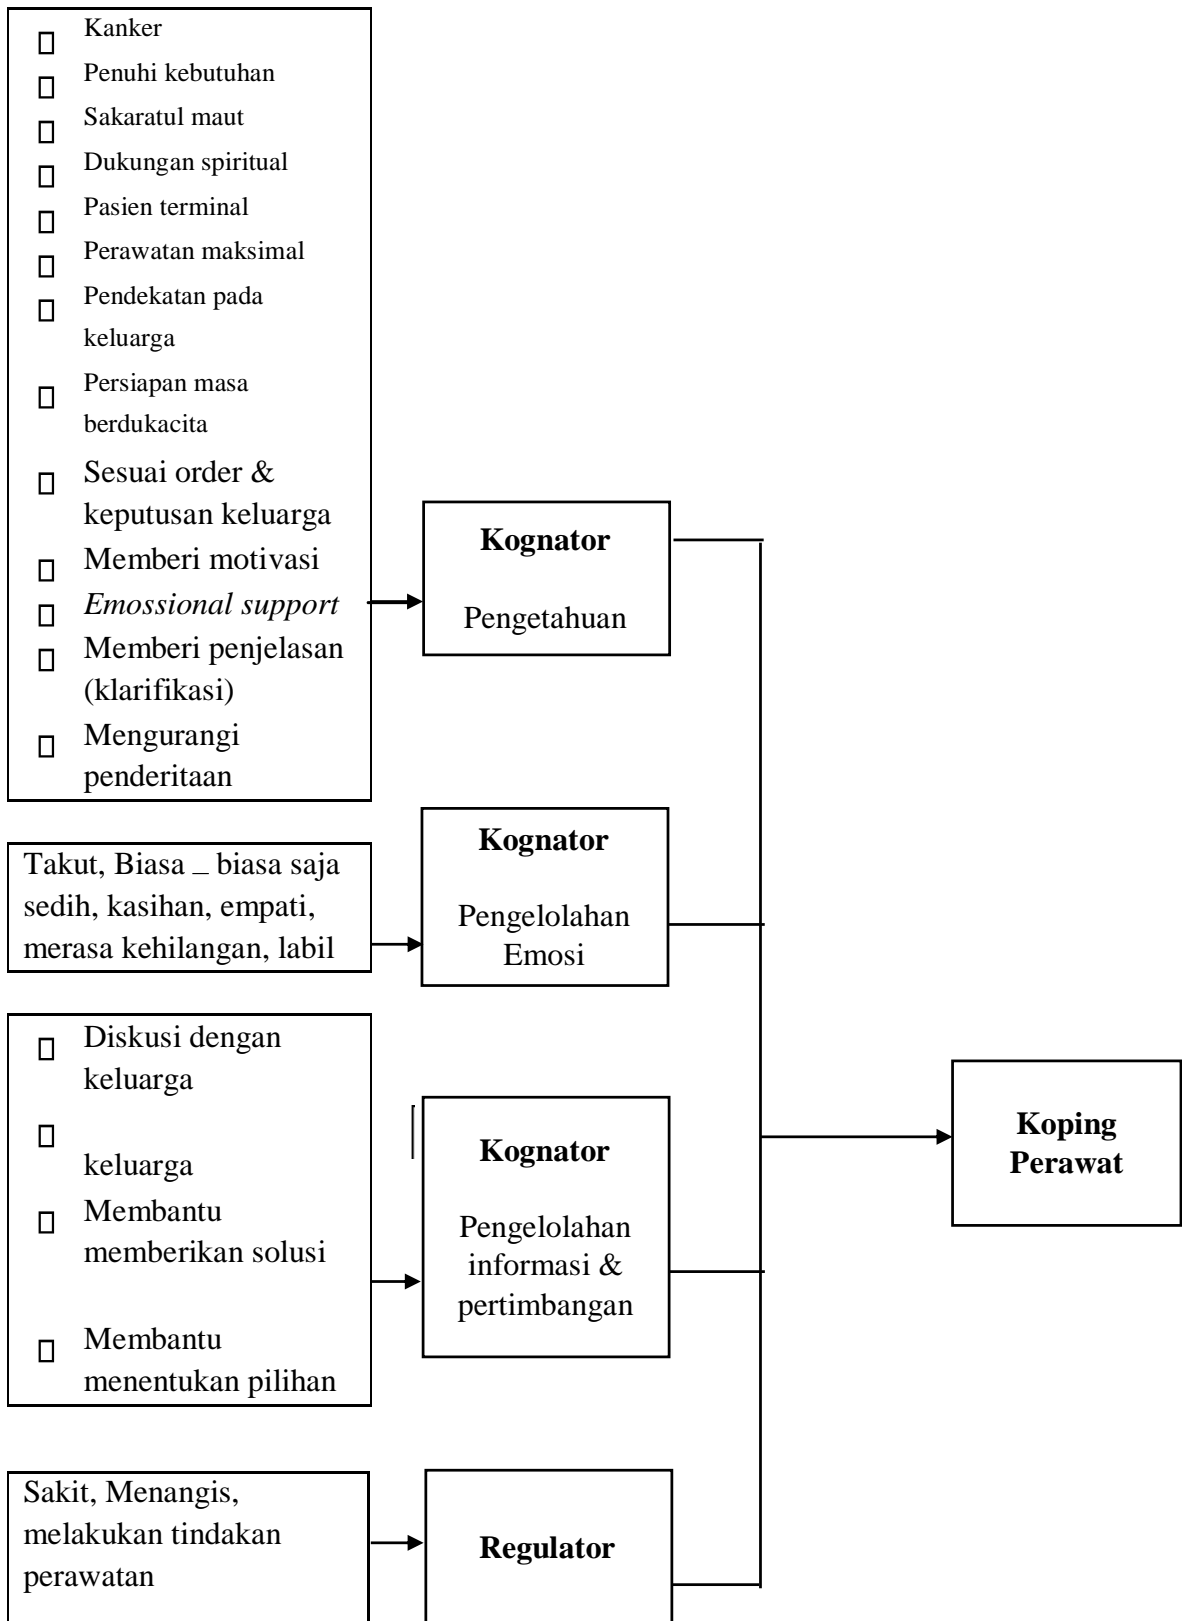 Kanker
Penuhi kebutuhan
Sakaratul maut
Dukungan spiritual
Pasien terminal
Perawatan maksimal
Pendekatan pada
keluarga
Persiapan masa
berdukacita
Sesuai order &
keputusan keluarga
Memberi motivasi
Emossional support
Memberi penjelasan
(klarifikasi)
Mengurangi
penderitaan
Kognator
Pengetahuan
Takut, Biasa – biasa saja
sedih, kasihan, empati,
merasa kehilangan, labil
Kognator
Pengelolahan
Emosi
Diskusi dengan
keluarga
keluarga
Membantu
memberikan solusi
Membantu
menentukan pilihan
Kognator
Pengelolahan
informasi &
pertimbangan
Sakit, Menangis,
melakukan tindakan
perawatan
Regulator
Koping
Perawat